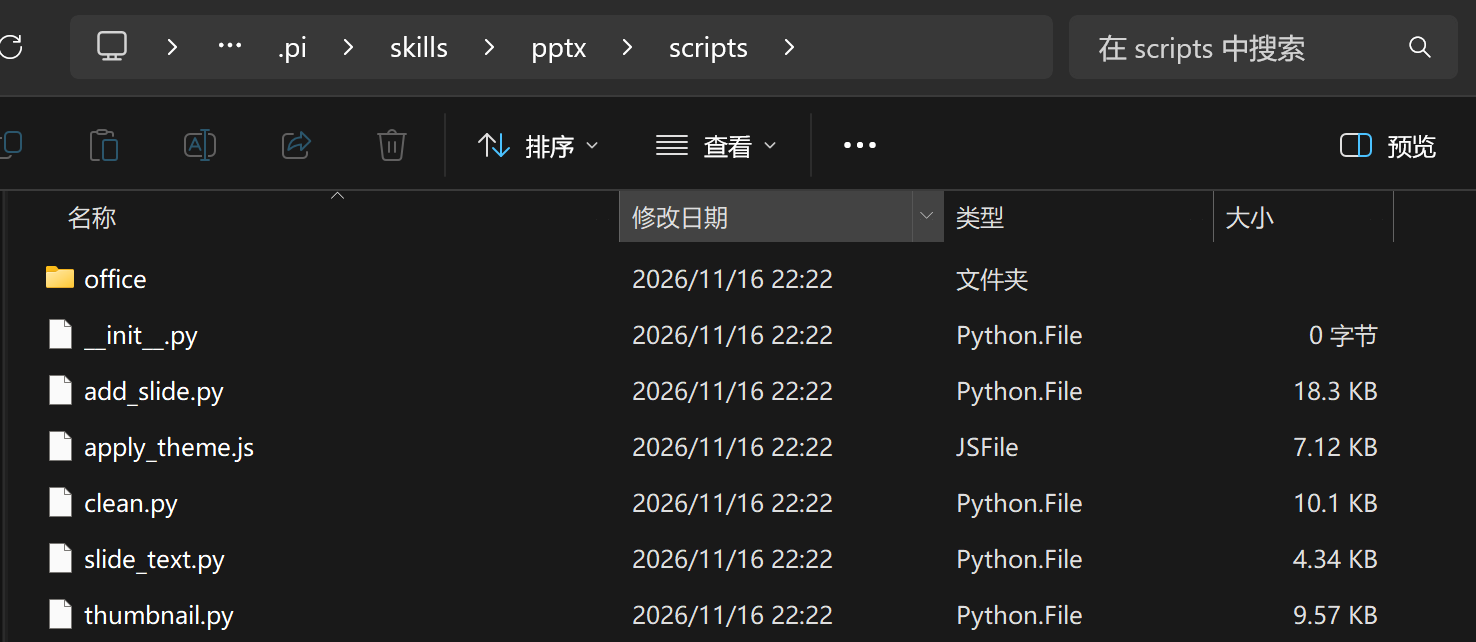 .pi skills pptx scripts 在 scripts 中搜索
排序 查看 预览
名称 修改日期 类型 大小
office 2026/11/16 22:22 文件夹
__init__.py 2026/11/16 22:22 Python.File 0 字节
add_slide.py 2026/11/16 22:22 Python.File 18.3 KB
apply_theme.js 2026/11/16 22:22 JSFile 7.12 KB
clean.py 2026/11/16 22:22 Python.File 10.1 KB
slide_text.py 2026/11/16 22:22 Python.File 4.34 KB
thumbnail.py 2026/11/16 22:22 Python.File 9.57 KB